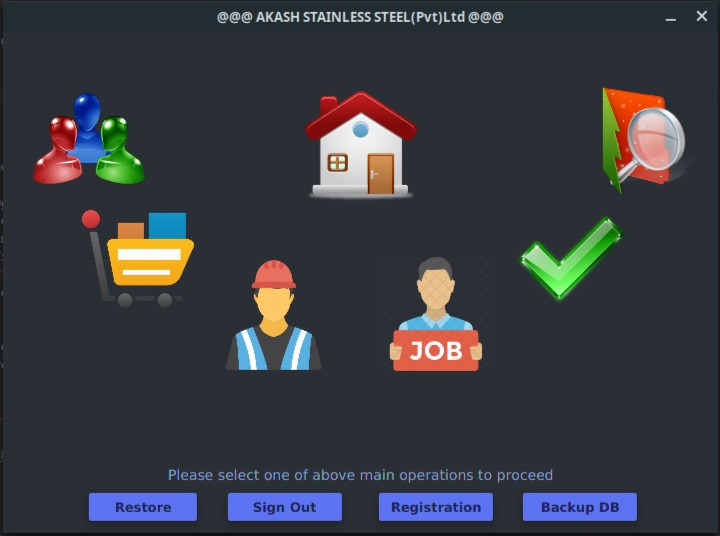 @@@ AKASH STAINLESS STEEL(Pvt)Ltd @@@
JOB
Please select one of above main operations to proceed
Restore
Sign Out
Registration
Backup DB